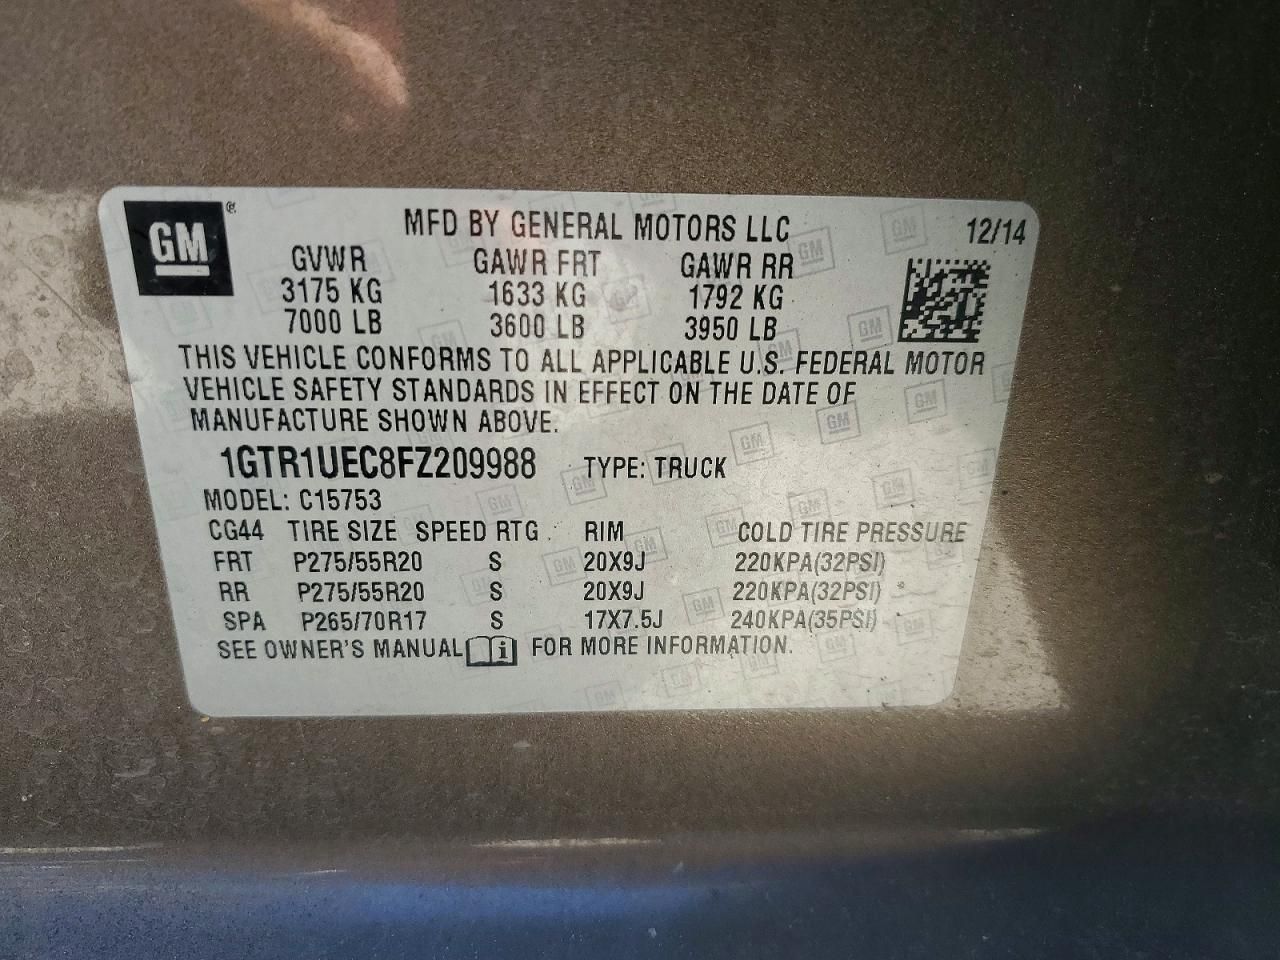 GM
MFD BY GENERAL MOTORS LLC 12/14
GVWR GAWR FRT GAWR RR
3175 KG 1633 KG 1792 KG
7000 LB 3600 LB 3950 LB
THIS VEHICLE CONFORMS TO ALL APPLICABLE U.S. FEDERAL MOTOR
VEHICLE SAFETY STANDARDS IN EFFECT ON THE DATE OF
MANUFACTURE SHOWN ABOVE.
1GTR1UEC8FZ209988 TYPE: TRUCK
MODEL: C15753
CG44 TIRE SIZE SPEED RTG RIM COLD TIRE PRESSURE
FRT P275/55R20 S 20X9J 220KPA(32PSI)
RR P275/55R20 S 20X9J 220KPA(32PSI)
SPA P265/70R17 S 17X7.5J 240KPA(35PSI)
SEE OWNER'S MANUAL i FOR MORE INFORMATION.